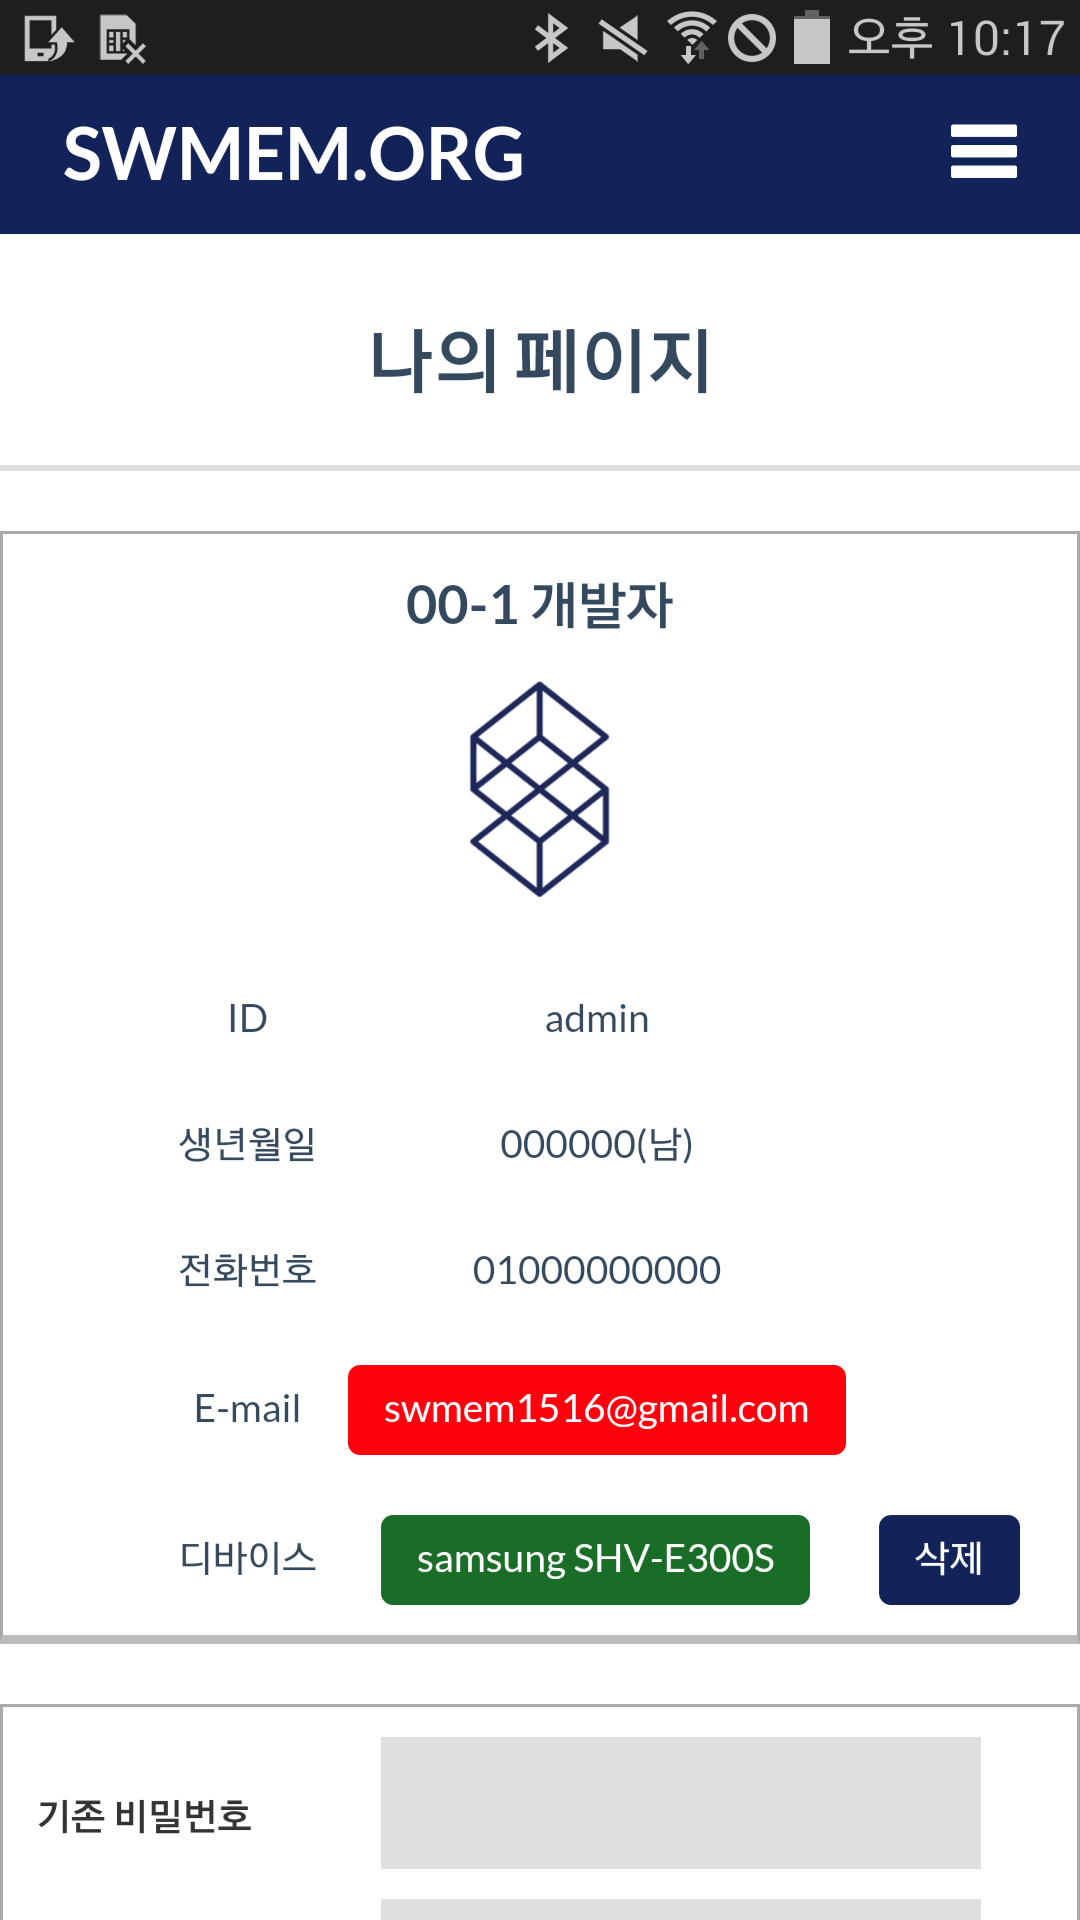 오후 10:17
SWMEM.ORG
나의 페이지
00-1 개발자
ID admin
생년월일 000000(남)
전화번호 01000000000
E-mail swmem1516@gmail.com
디바이스 samsung SHV-E300S 삭제
기존 비밀번호